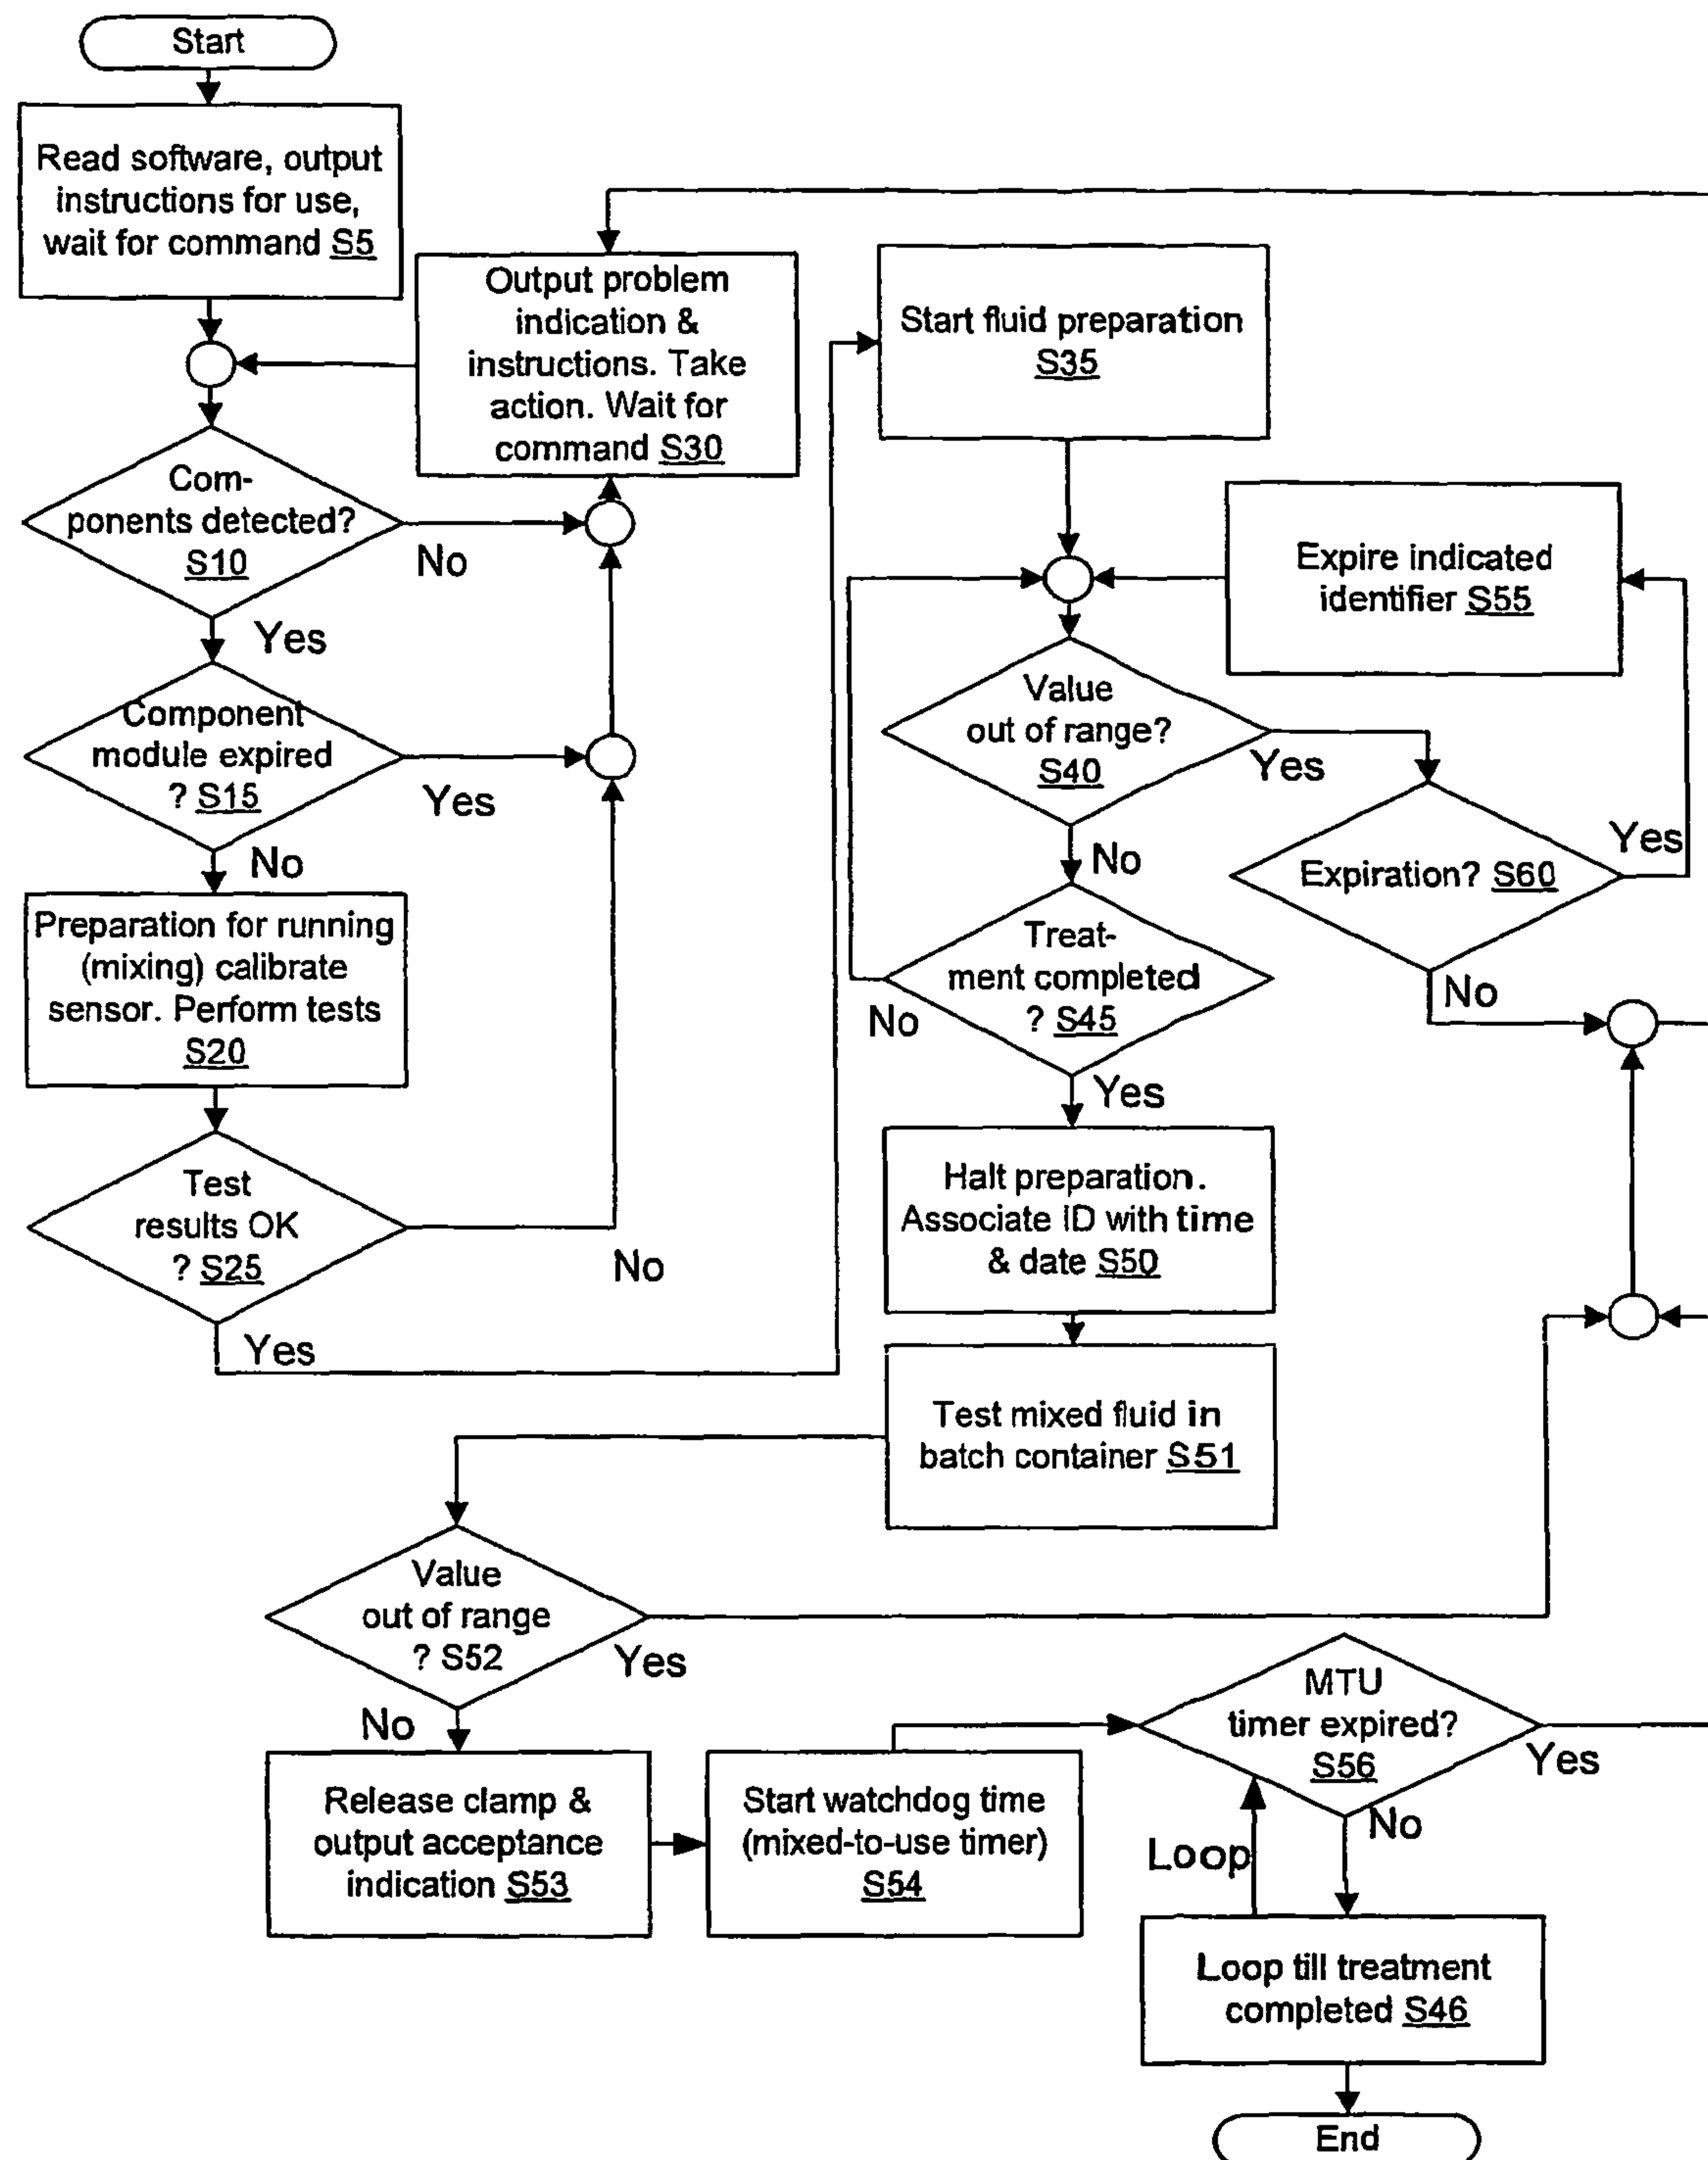 Start
Read software, output
instructions for use,
wait for command S5
Output problem
indication &
instructions. Take
action. Wait for
command S30
Com-
ponents detected?
S10
No
Yes
Component
module expired
? S15
Yes
No
Preparation for running
(mixing) calibrate
sensor. Perform tests
S20
Test
results OK
? S25
No
Yes
Start fluid preparation
S35
Expire indicated
identifier S55
Value
out of range?
S40
Yes
No
Expiration? S60
Yes
No
Treat-
ment completed
? S45
No
Yes
Halt preparation.
Associate ID with time
& date S50
Test mixed fluid in
batch container S51
Value
out of range
? S52
Yes
No
Release clamp &
output acceptance
indication S53
Start watchdog time
(mixed-to-use timer)
S54
MTU
timer expired?
S56
Yes
No
Loop
Loop till treatment
completed S46
End